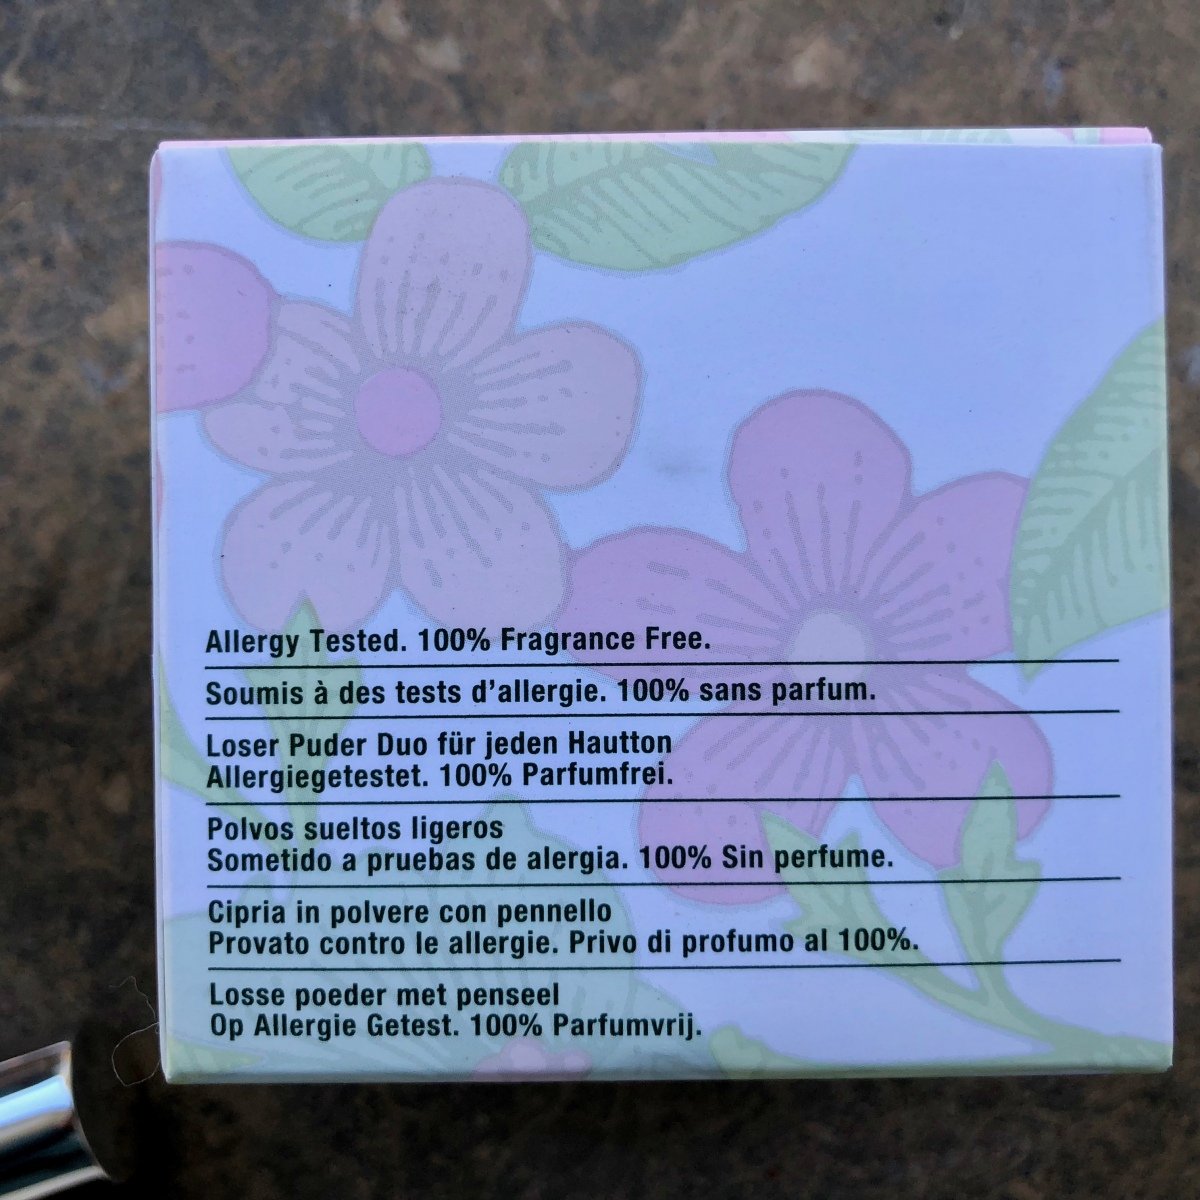 Allergy Tested. 100% Fragrance Free.
Soumis à des tests d'allergie. 100% sans parfum.
Loser Puder Duo für jeden Hautton
Allergiegetestet. 100% Parfumfrei.
Polvos sueltos ligeros
Sometido a pruebas de alergia. 100% Sin perfume.
Cipria in polvere con pennello
Provato contro le allergie. Privo di profumo al 100%.
Losse poeder met penseel
Op Allergie Getest. 100% Parfumvrij.